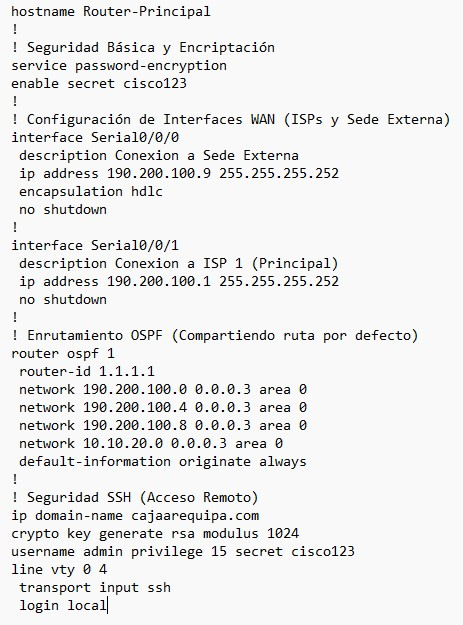 hostname Router-Principal
!
! Seguridad Básica y Encriptación
service password-encryption
enable secret cisco123
!
! Configuración de Interfaces WAN (ISPs y Sede Externa)
interface Serial0/0/0
 description Conexion a Sede Externa
 ip address 190.200.100.9 255.255.255.252
 encapsulation hdlc
 no shutdown
!
interface Serial0/0/1
 description Conexion a ISP 1 (Principal)
 ip address 190.200.100.1 255.255.255.252
 no shutdown
!
! Enrutamiento OSPF (Compartiendo ruta por defecto)
router ospf 1
 router-id 1.1.1.1
 network 190.200.100.0 0.0.0.3 area 0
 network 190.200.100.4 0.0.0.3 area 0
 network 190.200.100.8 0.0.0.3 area 0
 network 10.10.20.0 0.0.0.3 area 0
 default-information originate always
!
! Seguridad SSH (Acceso Remoto)
ip domain-name cajaarequipa.com
crypto key generate rsa modulus 1024
username admin privilege 15 secret cisco123
line vty 0 4
 transport input ssh
 login local